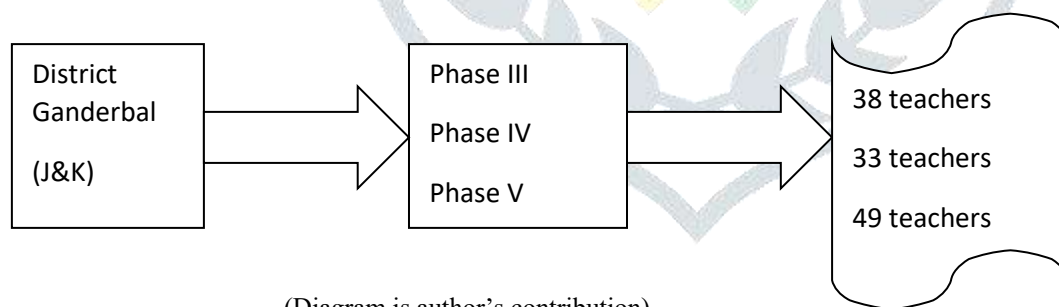 District
Ganderbal
(J&K)
Phase III
Phase IV
Phase V
38 teachers
33 teachers
49 teachers
(Diagram is author’s contribution)